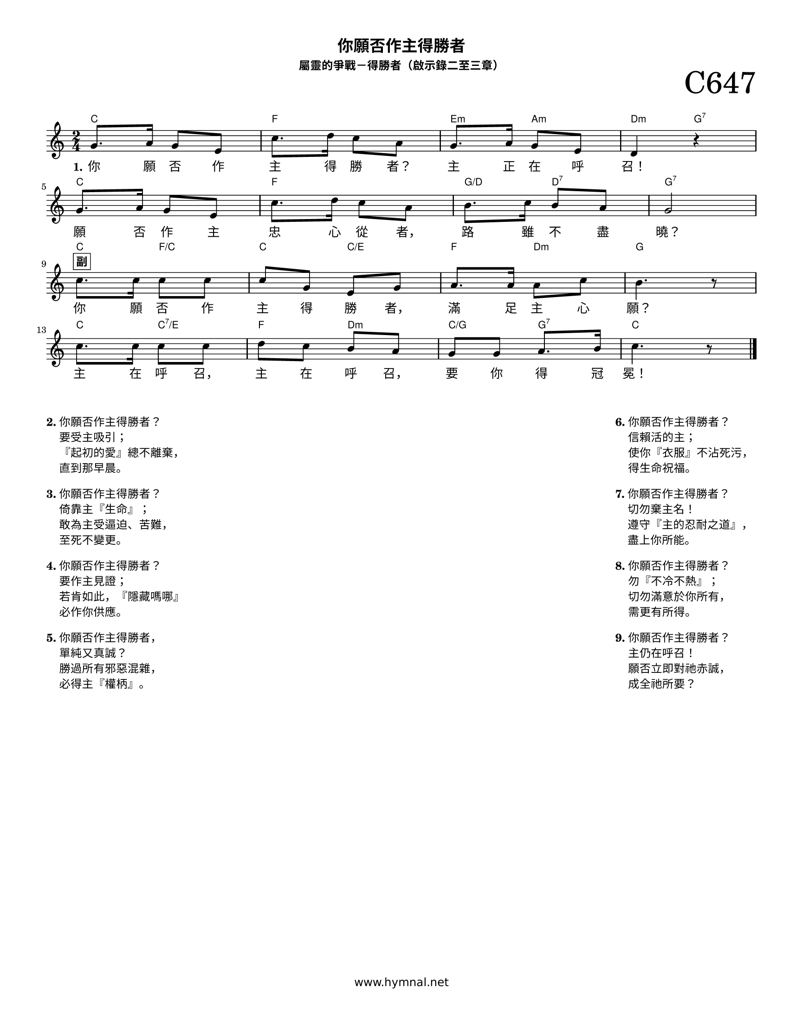 你願否作主得勝者
屬靈的爭戰－得勝者（啟示錄二至三章）
C647
C F Em Am Dm G7
2 4
1. 你 願 否 作 主 得 勝 者？ 主 正 在 呼 召！
5 C F G/D D7 G7
願 否 作 主 忠 心 從 者， 路 雖 不 盡 曉？
C F/C C C/E F Dm G
9 副
你 願 否 作 主 得 勝 者， 滿 足 主 心 願？
13 C C7/E F Dm C/G G7 C
主 在 呼 召， 主 在 呼 召， 要 你 得 冠 冕！
2. 你願否作主得勝者？
要受主吸引；
『起初的愛』總不離棄，
直到那早晨。
3. 你願否作主得勝者？
倚靠主『生命』；
敢為主受逼迫、苦難，
至死不變更。
4. 你願否作主得勝者？
要作主見證；
若肯如此，『隱藏嗎哪』
必作你供應。
5. 你願否作主得勝者，
單純又真誠？
勝過所有邪惡混雜，
必得主『權柄』。
6. 你願否作主得勝者？
信賴活的主；
使你『衣服』不沾死污，
得生命祝福。
7. 你願否作主得勝者？
切勿棄主名！
遵守『主的忍耐之道』，
盡上你所能。
8. 你願否作主得勝者？
勿『不冷不熱』；
切勿滿意於你所有，
需更有所得。
9. 你願否作主得勝者？
主仍在呼召！
願否立即對祂赤誠，
成全祂所要？
www.hymnal.net